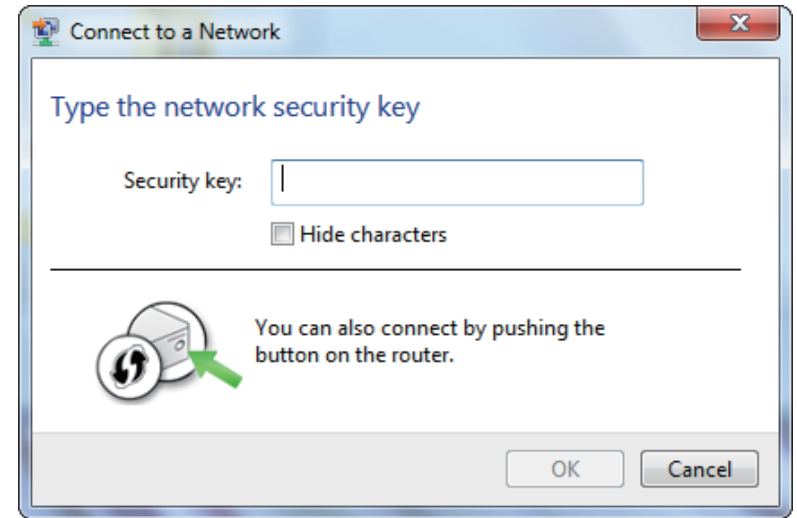 Connect to a Network
Type the network security key
Security key:
Hide characters
You can also connect by pushing the
button on the router.
OK
Cancel